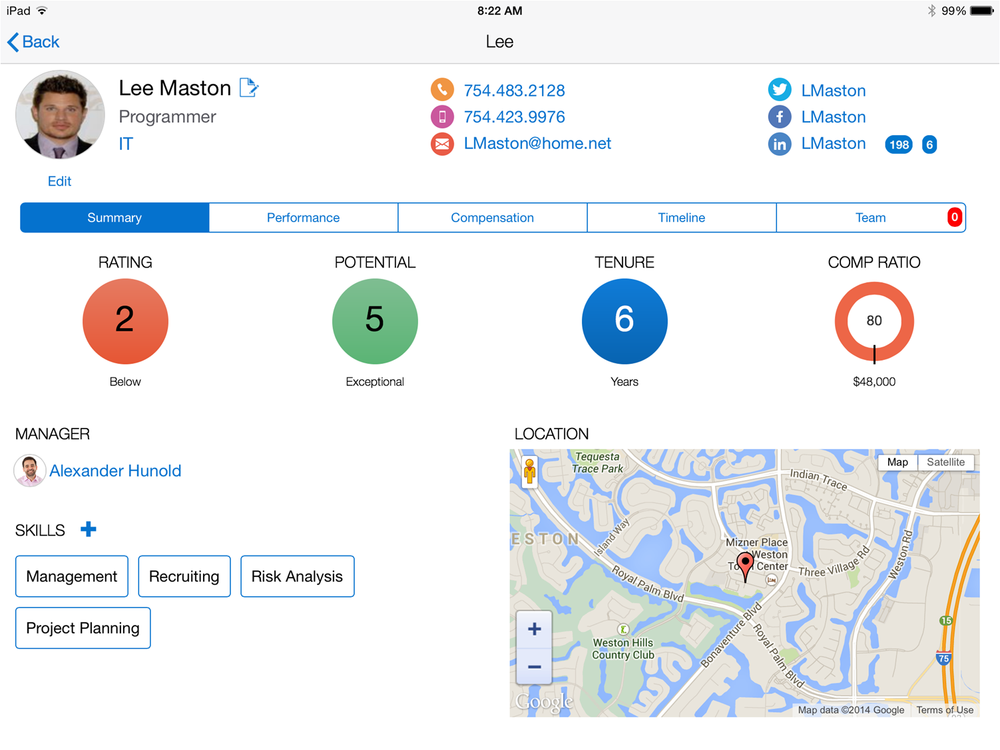 iPad
8:22 AM
99%
Back
Lee
Lee Maston
Programmer
IT
Edit
754.483.2128
754.423.9976
LMaston@home.net
LMaston
LMaston
in LMaston 198 6
Summary Performance Compensation Timeline Team 0
RATING
2
Below
POTENTIAL
5
Exceptional
TENURE
6
Years
COMP RATIO
80
$48,000
MANAGER
Alexander Hunold
SKILLS
Management Recruiting Risk Analysis
Project Planning
LOCATION
Map Satellite
Tequesta
Trace Park
Indian Trace
ESTON
Island Way
Mizner Place
Weston
Center
Three Village Rd
Weston Rd
Royal Palm Blvd
Bonaventure Blvd
Royal Palm Blvd
Weston Hills
Country Club
15
75
+
−
Google
Map data ©2014 Google Terms of Use